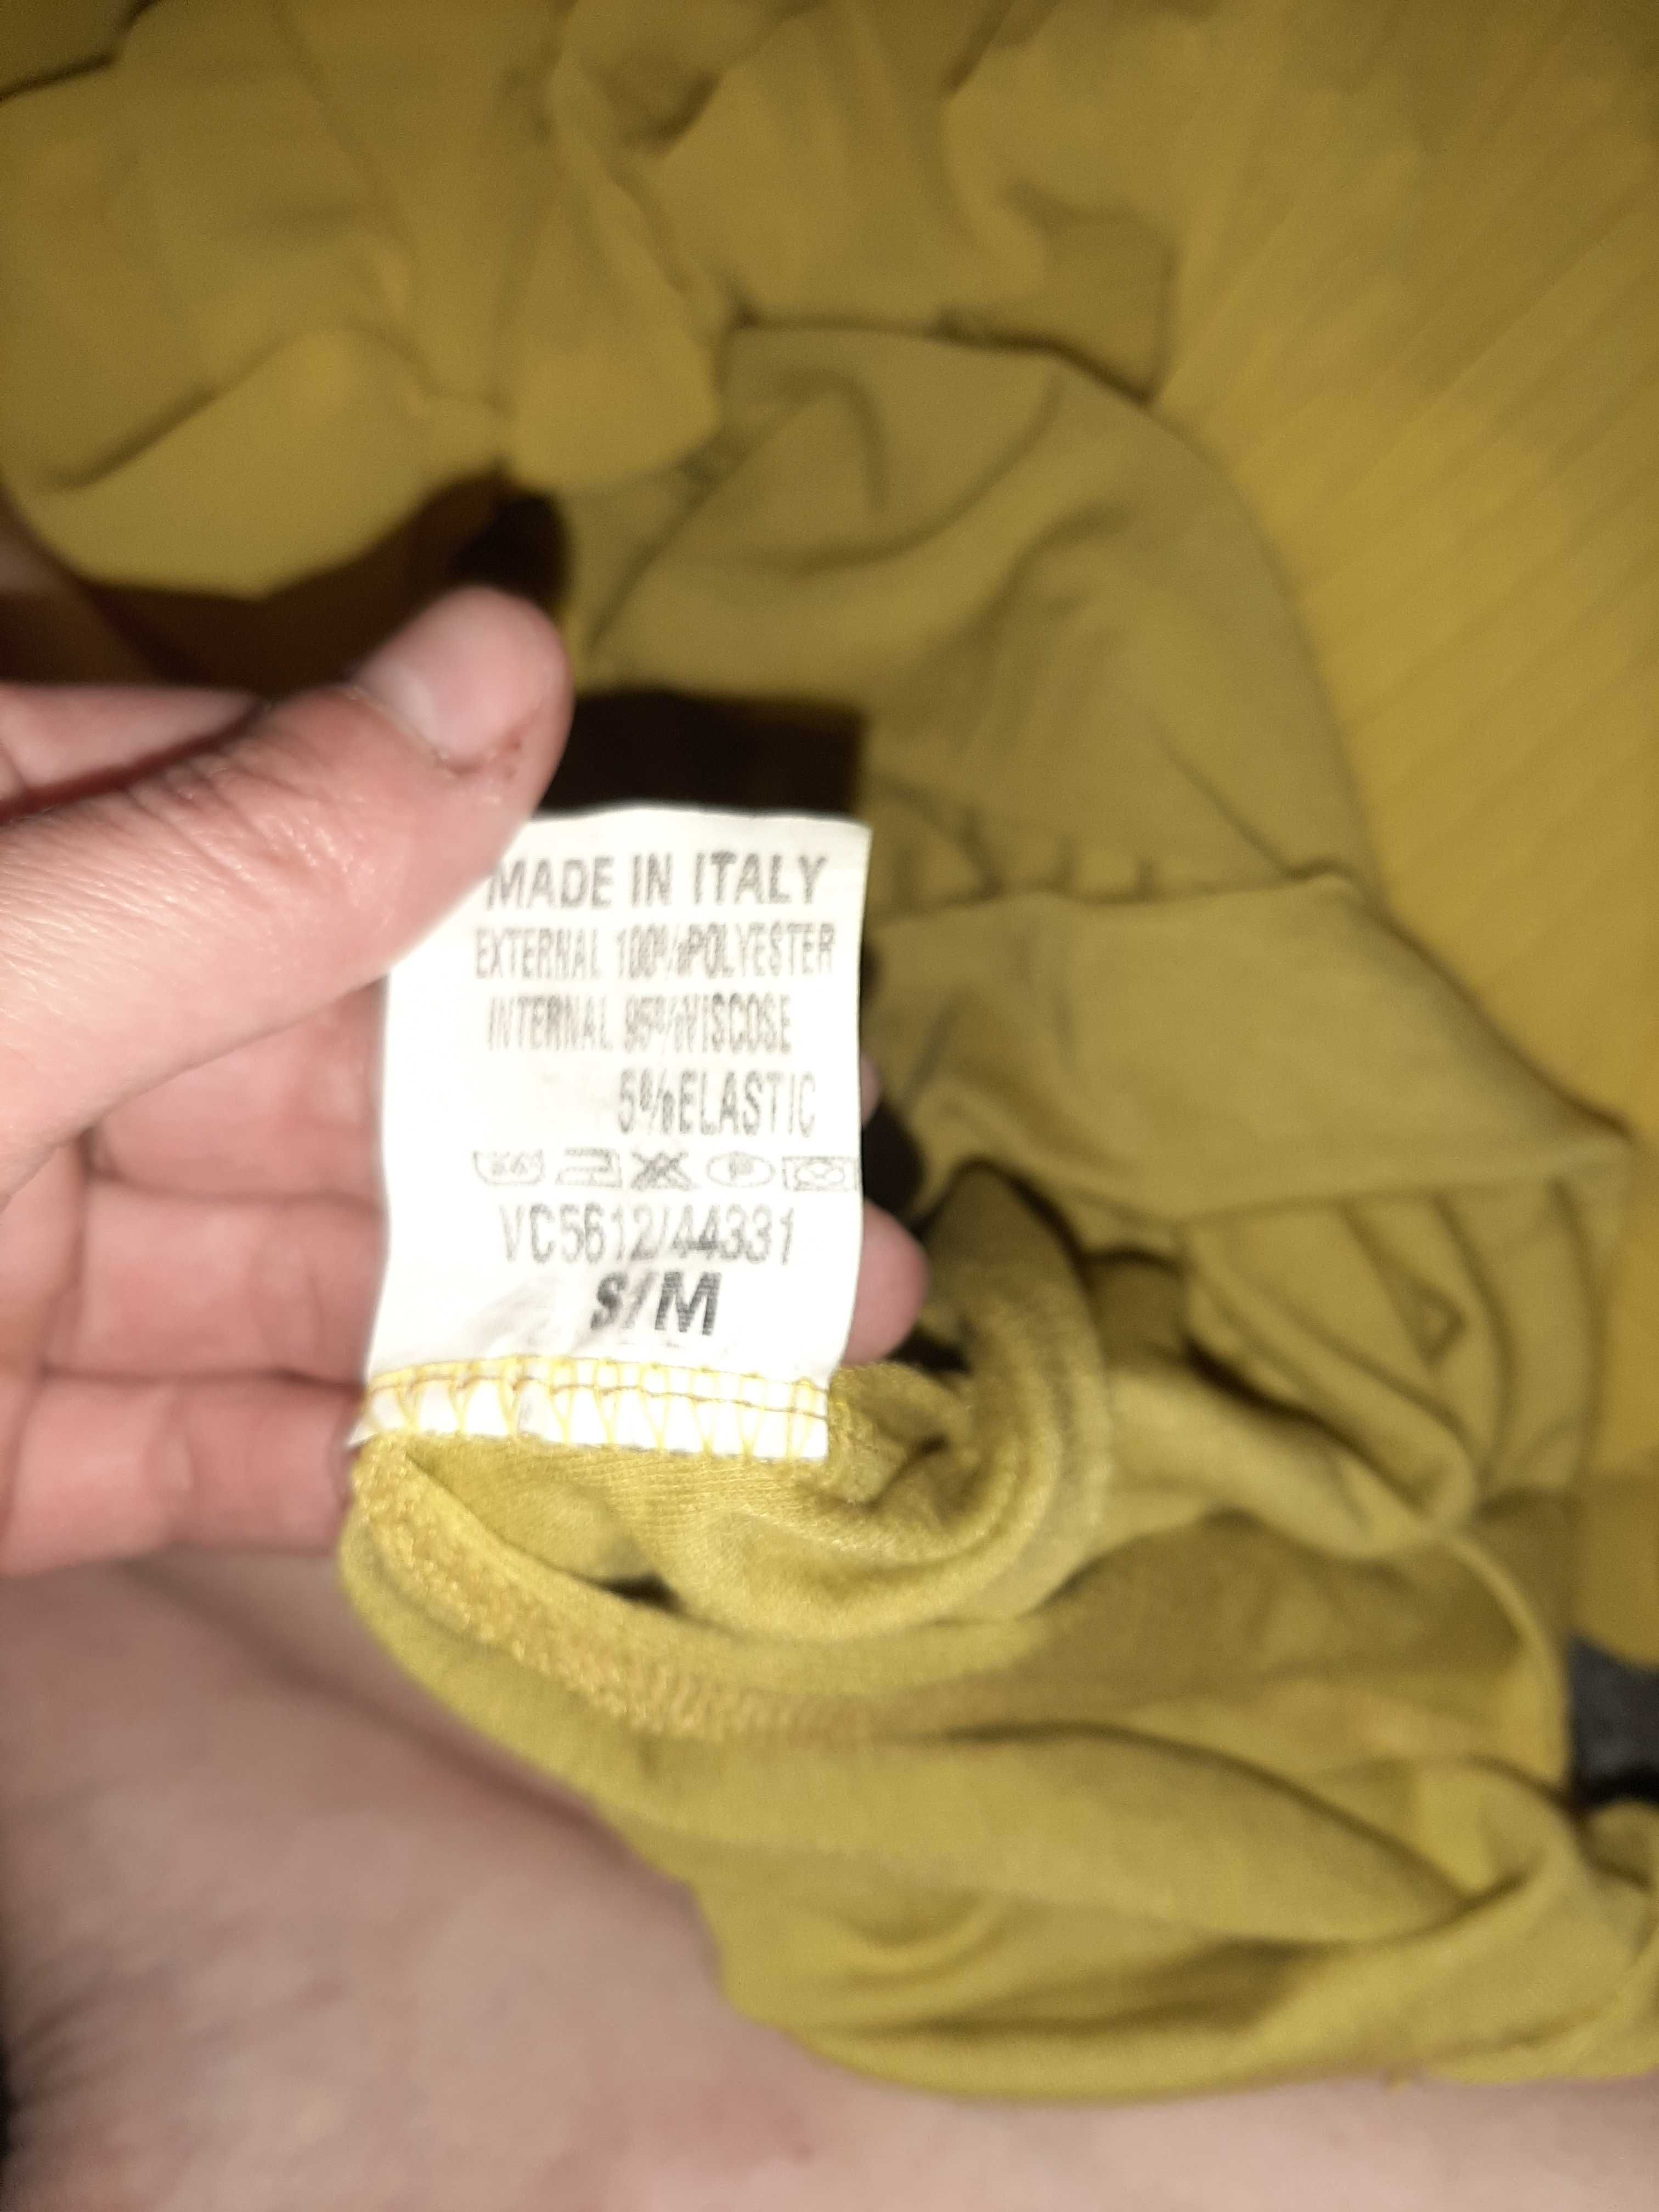 MADE IN ITALY
EXTERNAL 100%POLYESTER
INTERNAL 95%VISCOSE
5%ELASTIC
VC5612/44331
S/M